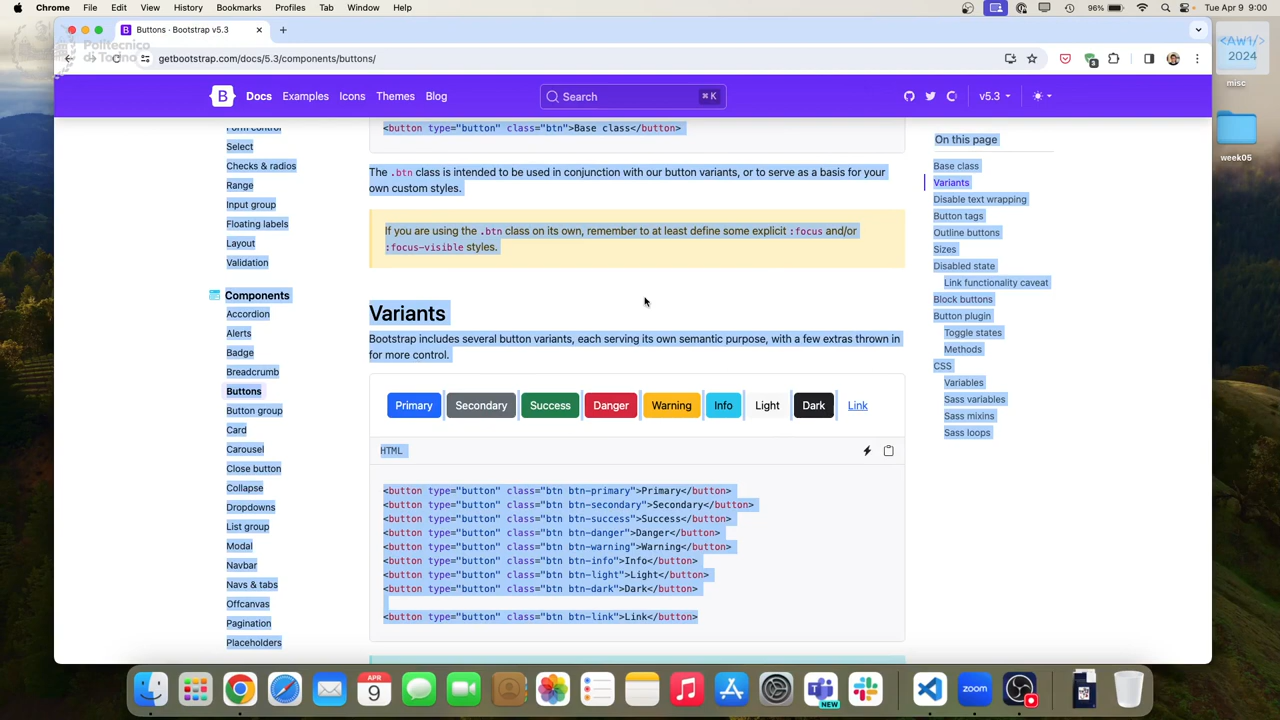 Chrome File Edit View History Bookmarks Profiles Tab Window Help 96% Tue Apr 9 9:00
Politecnico
di Torino
Buttons · Bootstrap v5.3
getbootstrap.com/docs/5.3/components/buttons/
3
<AW1/>
2024
misc
week05
Docs Examples Icons Themes Blog Search ⌘ K v5.3
Form control
Select
Checks & radios
Range
Input group
Floating labels
Layout
Validation
Components
Accordion
Alerts
Badge
Breadcrumb
Buttons
Button group
Card
Carousel
Close button
Collapse
Dropdowns
List group
Modal
Navbar
Navs & tabs
Offcanvas
Pagination
Placeholders
<button type="button" class="btn">Base class</button>
The .btn class is intended to be used in conjunction with our button variants, or to serve as a basis for your
own custom styles.
If you are using the .btn class on its own, remember to at least define some explicit :focus and/or
:focus-visible styles.
Variants
Bootstrap includes several button variants, each serving its own semantic purpose, with a few extras thrown in
for more control.
Primary Secondary Success Danger Warning Info Light Dark Link
HTML
<button type="button" class="btn btn-primary">Primary</button>
<button type="button" class="btn btn-secondary">Secondary</button>
<button type="button" class="btn btn-success">Success</button>
<button type="button" class="btn btn-danger">Danger</button>
<button type="button" class="btn btn-warning">Warning</button>
<button type="button" class="btn btn-info">Info</button>
<button type="button" class="btn btn-light">Light</button>
<button type="button" class="btn btn-dark">Dark</button>
<button type="button" class="btn btn-link">Link</button>
On this page
Base class
Variants
Disable text wrapping
Button tags
Outline buttons
Sizes
Disabled state
Link functionality caveat
Block buttons
Button plugin
Toggle states
Methods
CSS
Variables
Sass variables
Sass mixins
Sass loops
APR
9
NEW
zoom